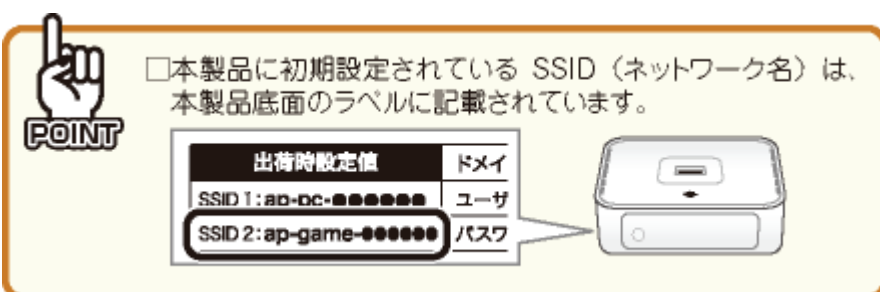 □本製品に初期設定されている SSID（ネットワーク名）は、
本製品底面のラベルに記載されています。
POINT
出荷時設定値 ドメイ
SSID 1:ap-pc-●●●●●● ユーザ
SSID 2:ap-game-●●●●●● パスワ